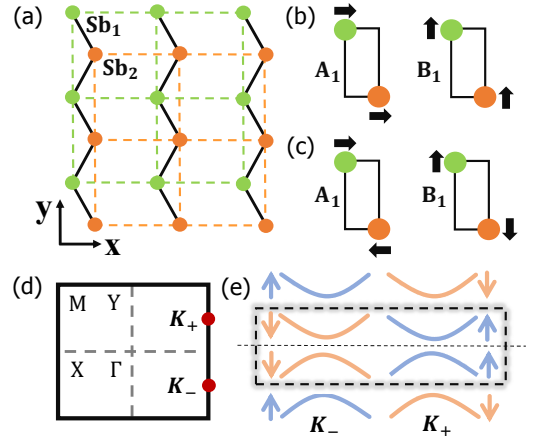 (a)
Sb₁
Sb₂
y
x
(b)
A₁
B₁
(c)
A₁
B₁
(d)
M Y
X Γ
K₊
K₋
(e)
K₋ K₊